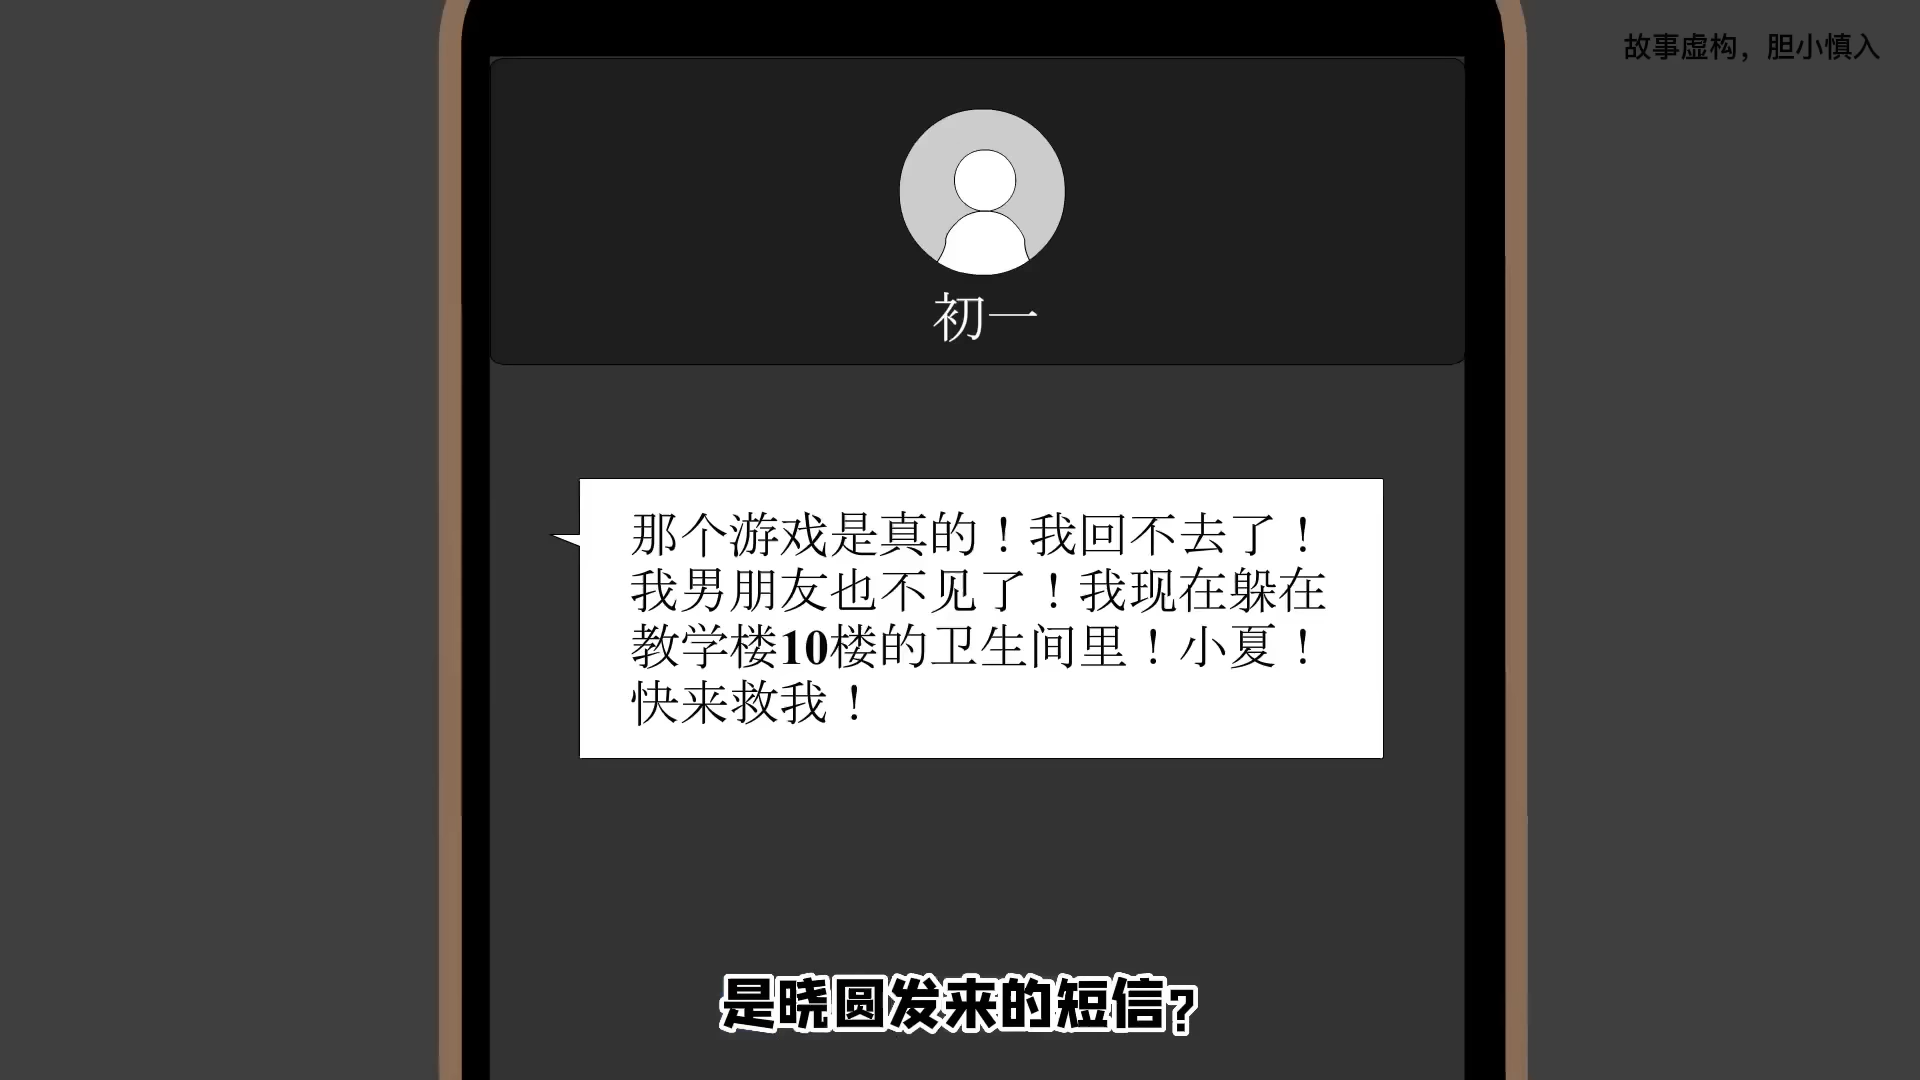 故事虚构，胆小慎入
初一
那个游戏是真的！我回不去了！
我男朋友也不见了！我现在躲在
教学楼10楼的卫生间里！小夏！
快来救我！
是晓圆发来的短信?